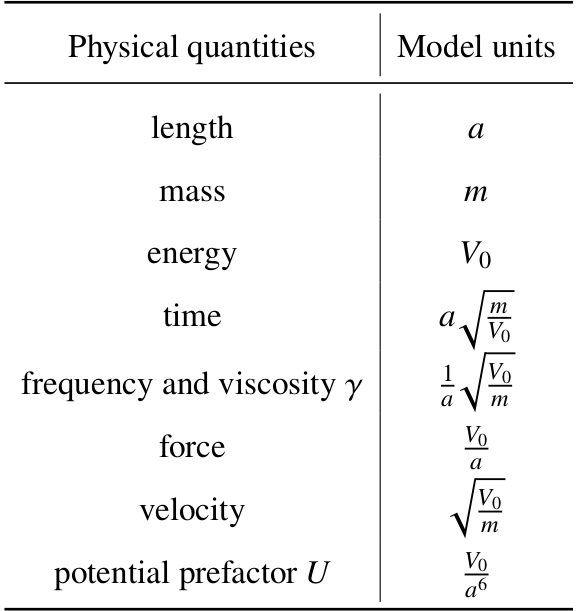 Physical quantities | Model units
length | $a$
mass | $m$
energy | $V_0$
time | $a\sqrt{\frac{m}{V_0}}$
frequency and viscosity $\gamma$ | $\frac{1}{a}\sqrt{\frac{V_0}{m}}$
force | $\frac{V_0}{a}$
velocity | $\sqrt{\frac{V_0}{m}}$
potential prefactor $U$ | $\frac{V_0}{a^6}$